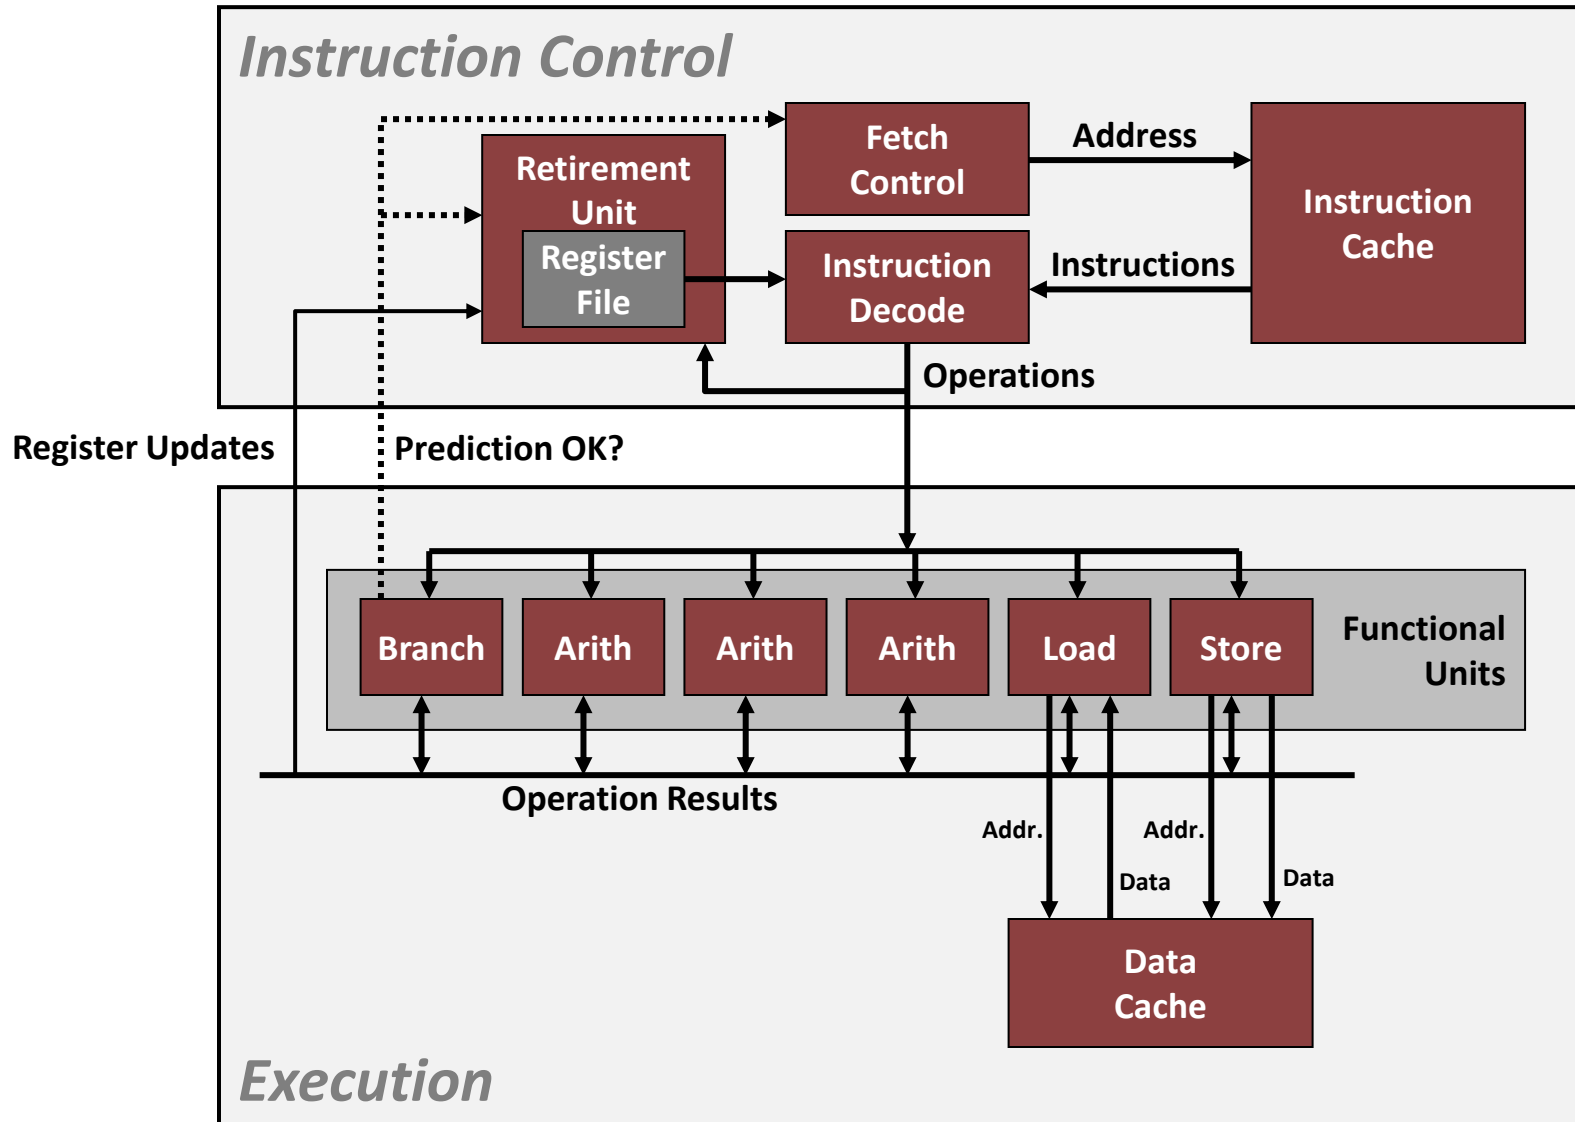 Instruction Control
Fetch
Control
Address
Instruction
Cache
Retirement
Unit
Register
File
Instruction
Decode
Instructions
Operations
Register Updates
Prediction OK?
Branch
Arith
Arith
Arith
Load
Store
Functional
Units
Operation Results
Addr.
Addr.
Data
Data
Data
Cache
Execution